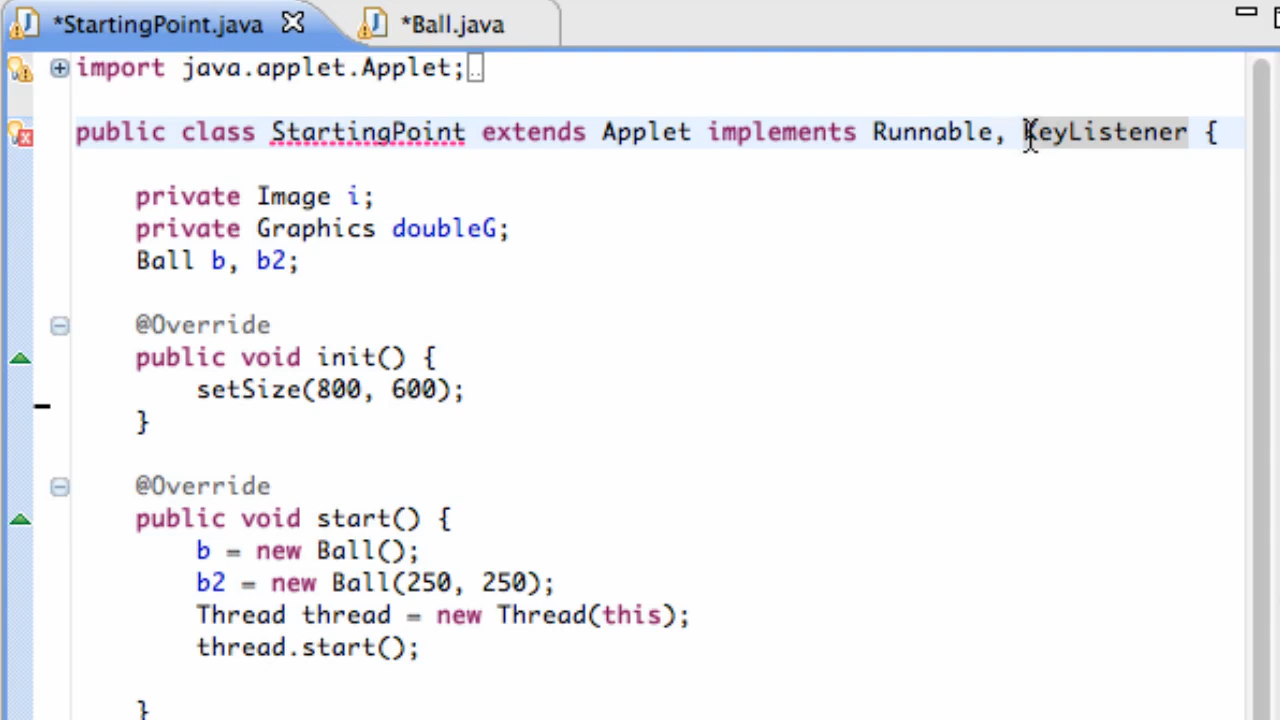 *StartingPoint.java
*Ball.java
import java.applet.Applet;
public class StartingPoint extends Applet implements Runnable, KeyListener {
private Image i;
private Graphics doubleG;
Ball b, b2;
@Override
public void init() {
setSize(800, 600);
}
@Override
public void start() {
b = new Ball();
b2 = new Ball(250, 250);
Thread thread = new Thread(this);
thread.start();
}